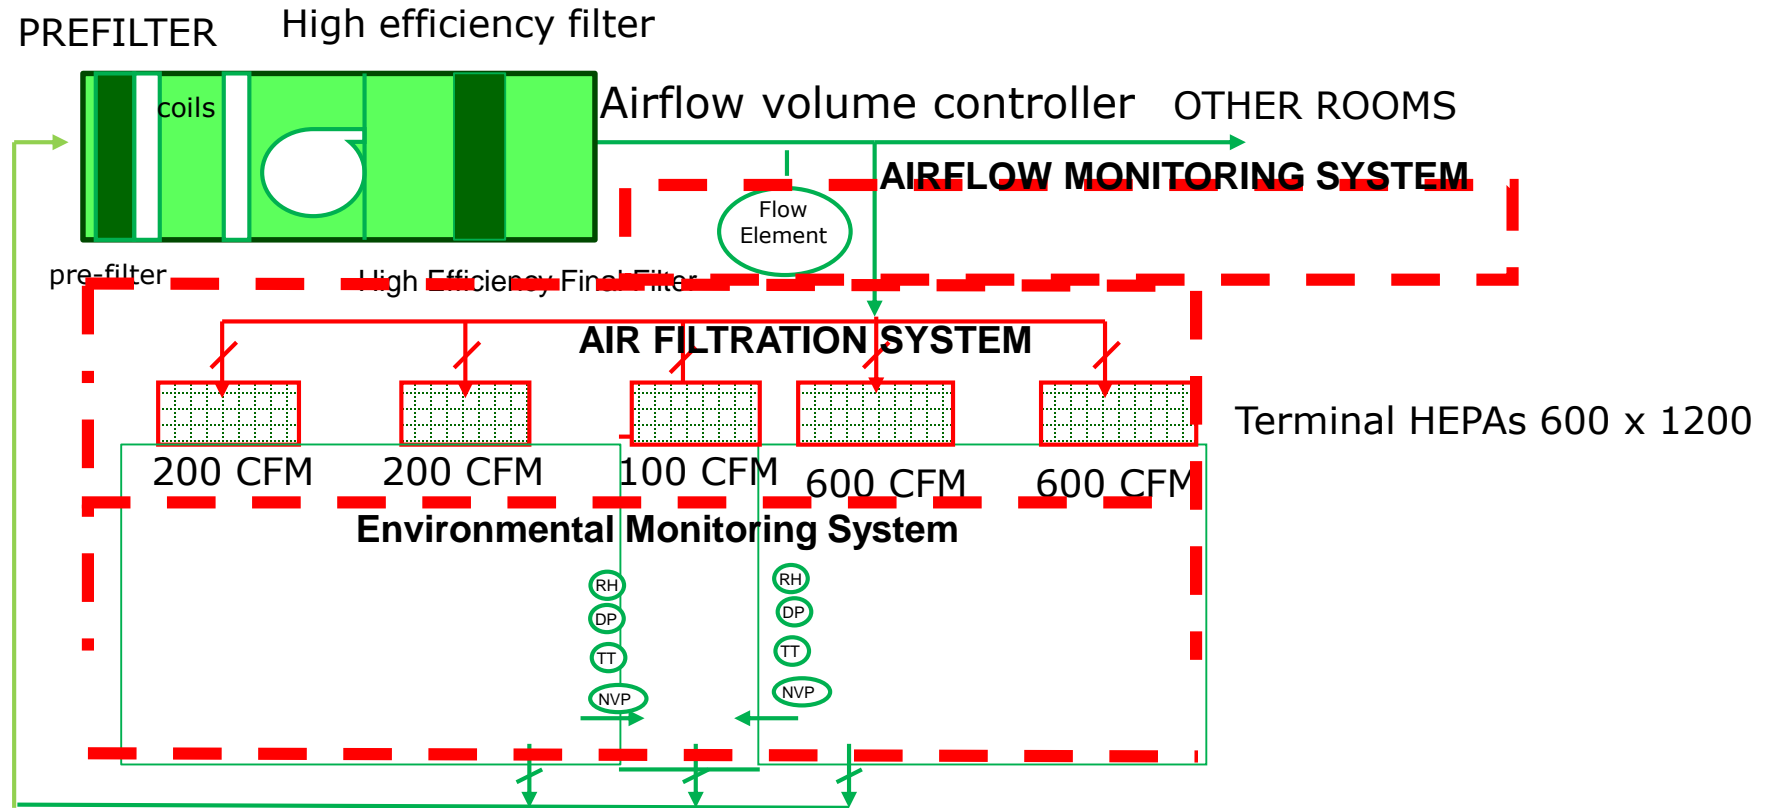 PREFILTER
High efficiency filter
coils
Airflow volume controller
OTHER ROOMS
AIRFLOW MONITORING SYSTEM
Flow
Element
pre-filter
High Efficiency Final Filter
AIR FILTRATION SYSTEM
Terminal HEPAs 600 x 1200
200 CFM
200 CFM
100 CFM
600 CFM
600 CFM
Environmental Monitoring System
RH
RH
DP
DP
TT
TT
NVP
NVP